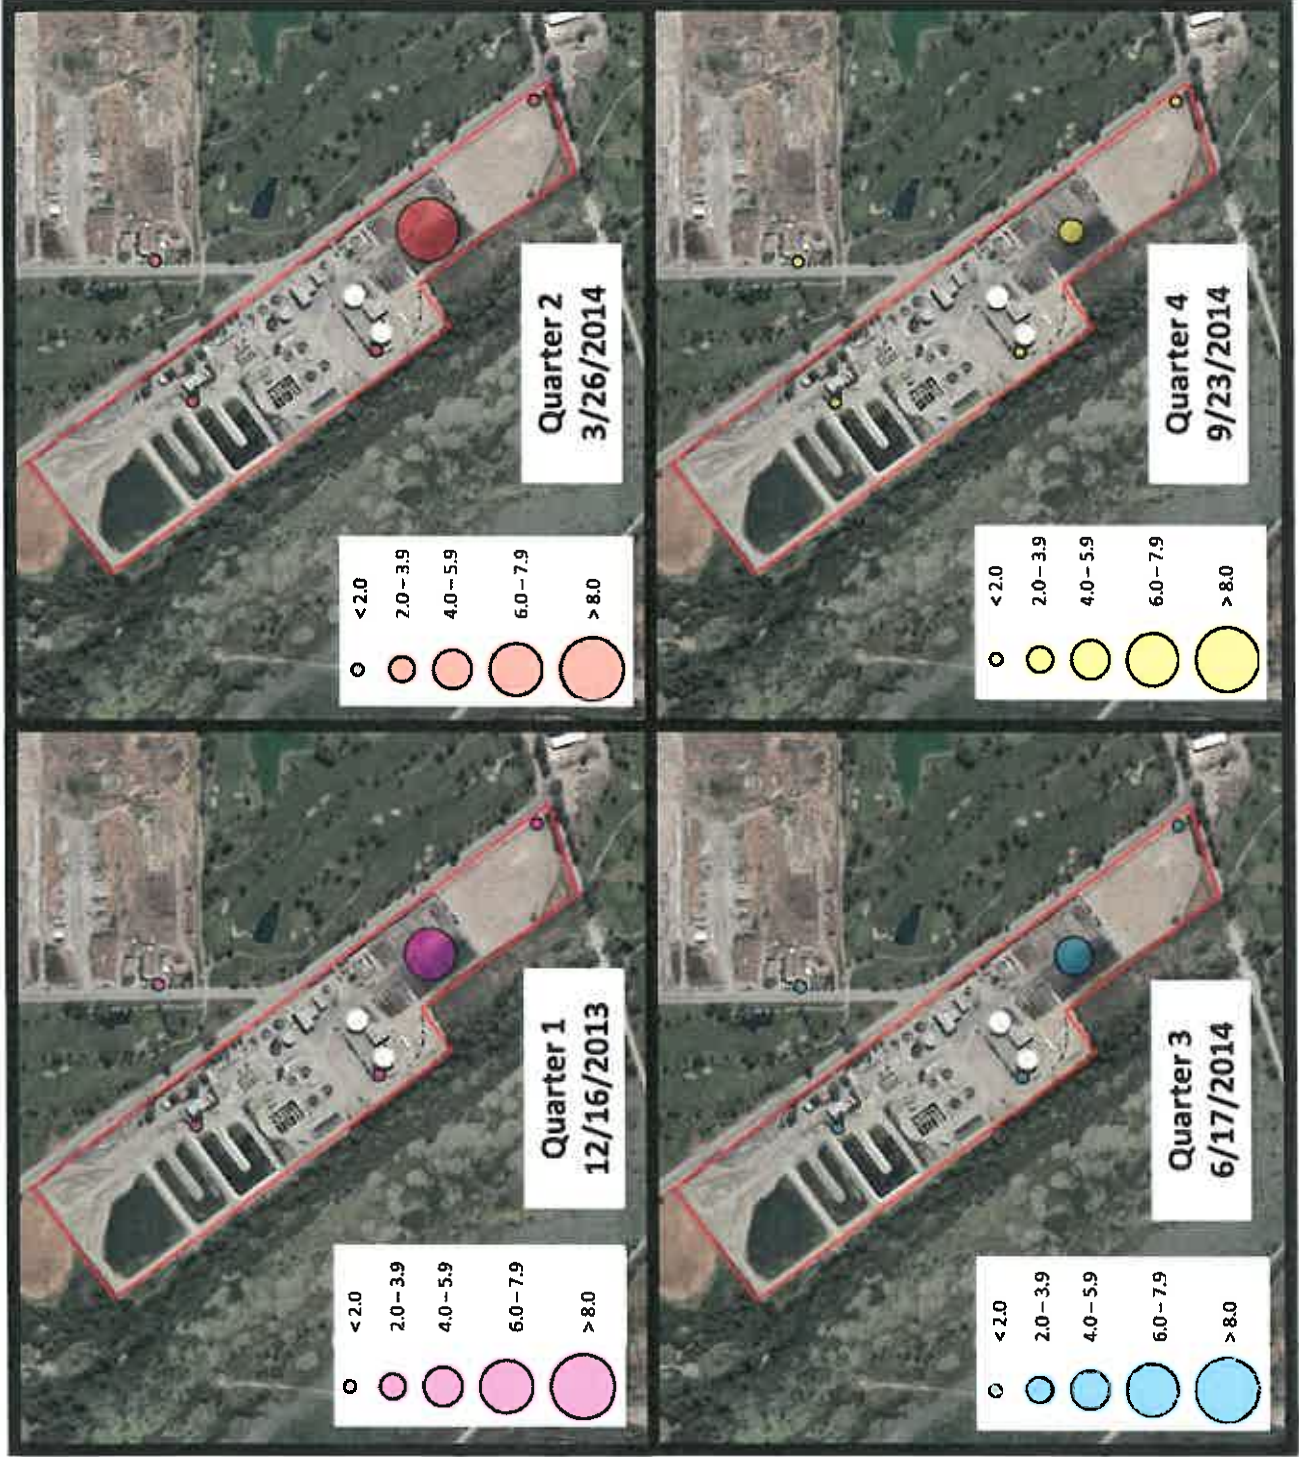 Quarter 1
12/16/2013
< 2.0
2.0 – 3.9
4.0 – 5.9
6.0 – 7.9
> 8.0
Quarter 2
3/26/2014
< 2.0
2.0 – 3.9
4.0 – 5.9
6.0 – 7.9
> 8.0
Quarter 3
6/17/2014
< 2.0
2.0 – 3.9
4.0 – 5.9
6.0 – 7.9
> 8.0
Quarter 4
9/23/2014
< 2.0
2.0 – 3.9
4.0 – 5.9
6.0 – 7.9
> 8.0